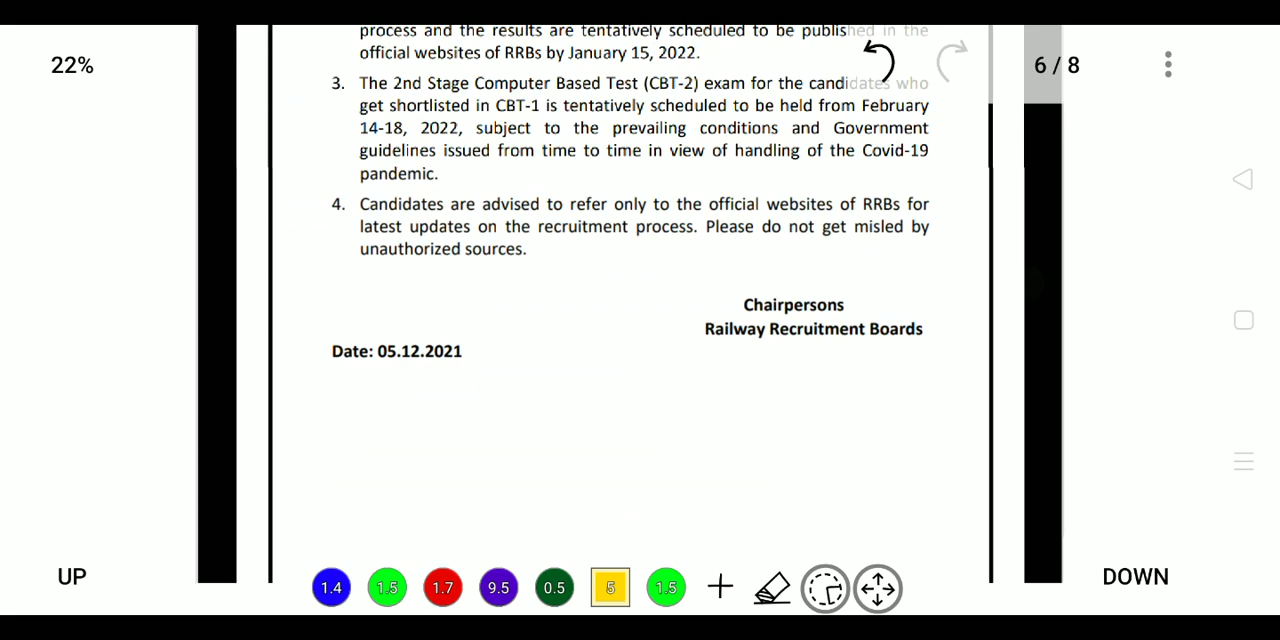 process and the results are tentatively scheduled to be published in the
22%
official websites of RRBs by January 15, 2022.
6 / 8
3. The 2nd Stage Computer Based Test (CBT-2) exam for the candidates who
get shortlisted in CBT-1 is tentatively scheduled to be held from February
14-18, 2022, subject to the prevailing conditions and Government
guidelines issued from time to time in view of handling of the Covid-19
pandemic.
4. Candidates are advised to refer only to the official websites of RRBs for
latest updates on the recruitment process. Please do not get misled by
unauthorized sources.
Chairpersons
Railway Recruitment Boards
Date: 05.12.2021
UP
1.4 1.5 1.7 9.5 0.5 5 1.5
DOWN